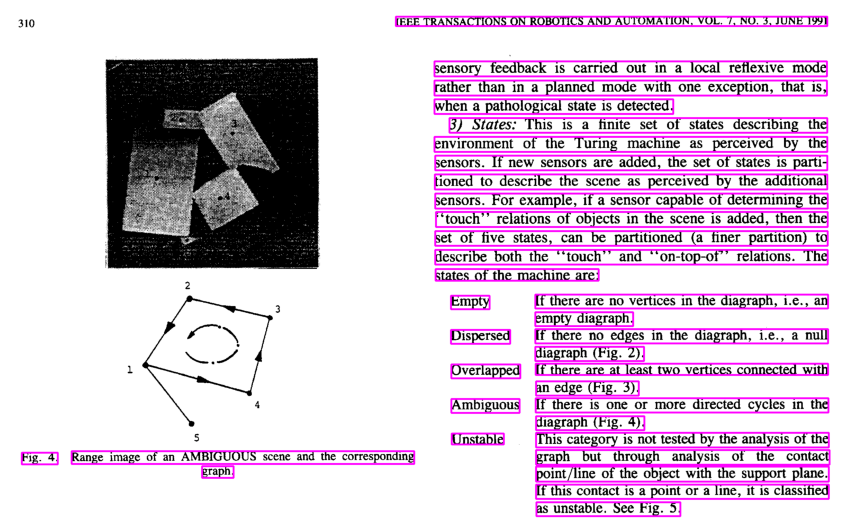 310
IEEE TRANSACTIONS ON ROBOTICS AND AUTOMATION, VOL. 7, NO. 3, JUNE 1991
2
3
1
4
5
Fig. 4. Range image of an AMBIGUOUS scene and the corresponding
graph.
sensory feedback is carried out in a local reflexive mode
rather than in a planned mode with one exception, that is,
when a pathological state is detected.
3) States: This is a finite set of states describing the
environment of the Turing machine as perceived by the
sensors. If new sensors are added, the set of states is parti-
tioned to describe the scene as perceived by the additional
sensors. For example, if a sensor capable of determining the
“touch” relations of objects in the scene is added, then the
set of five states, can be partitioned (a finer partition) to
describe both the “touch” and “on-top-of” relations. The
states of the machine are:
Empty If there are no vertices in the diagraph, i.e., an
empty diagraph.
Dispersed If there no edges in the diagraph, i.e., a null
diagraph (Fig. 2).
Overlapped If there are at least two vertices connected with
an edge (Fig. 3).
Ambiguous If there is one or more directed cycles in the
diagraph (Fig. 4).
Unstable This category is not tested by the analysis of the
graph but through analysis of the contact
point/line of the object with the support plane.
If this contact is a point or a line, it is classified
as unstable. See Fig. 5.